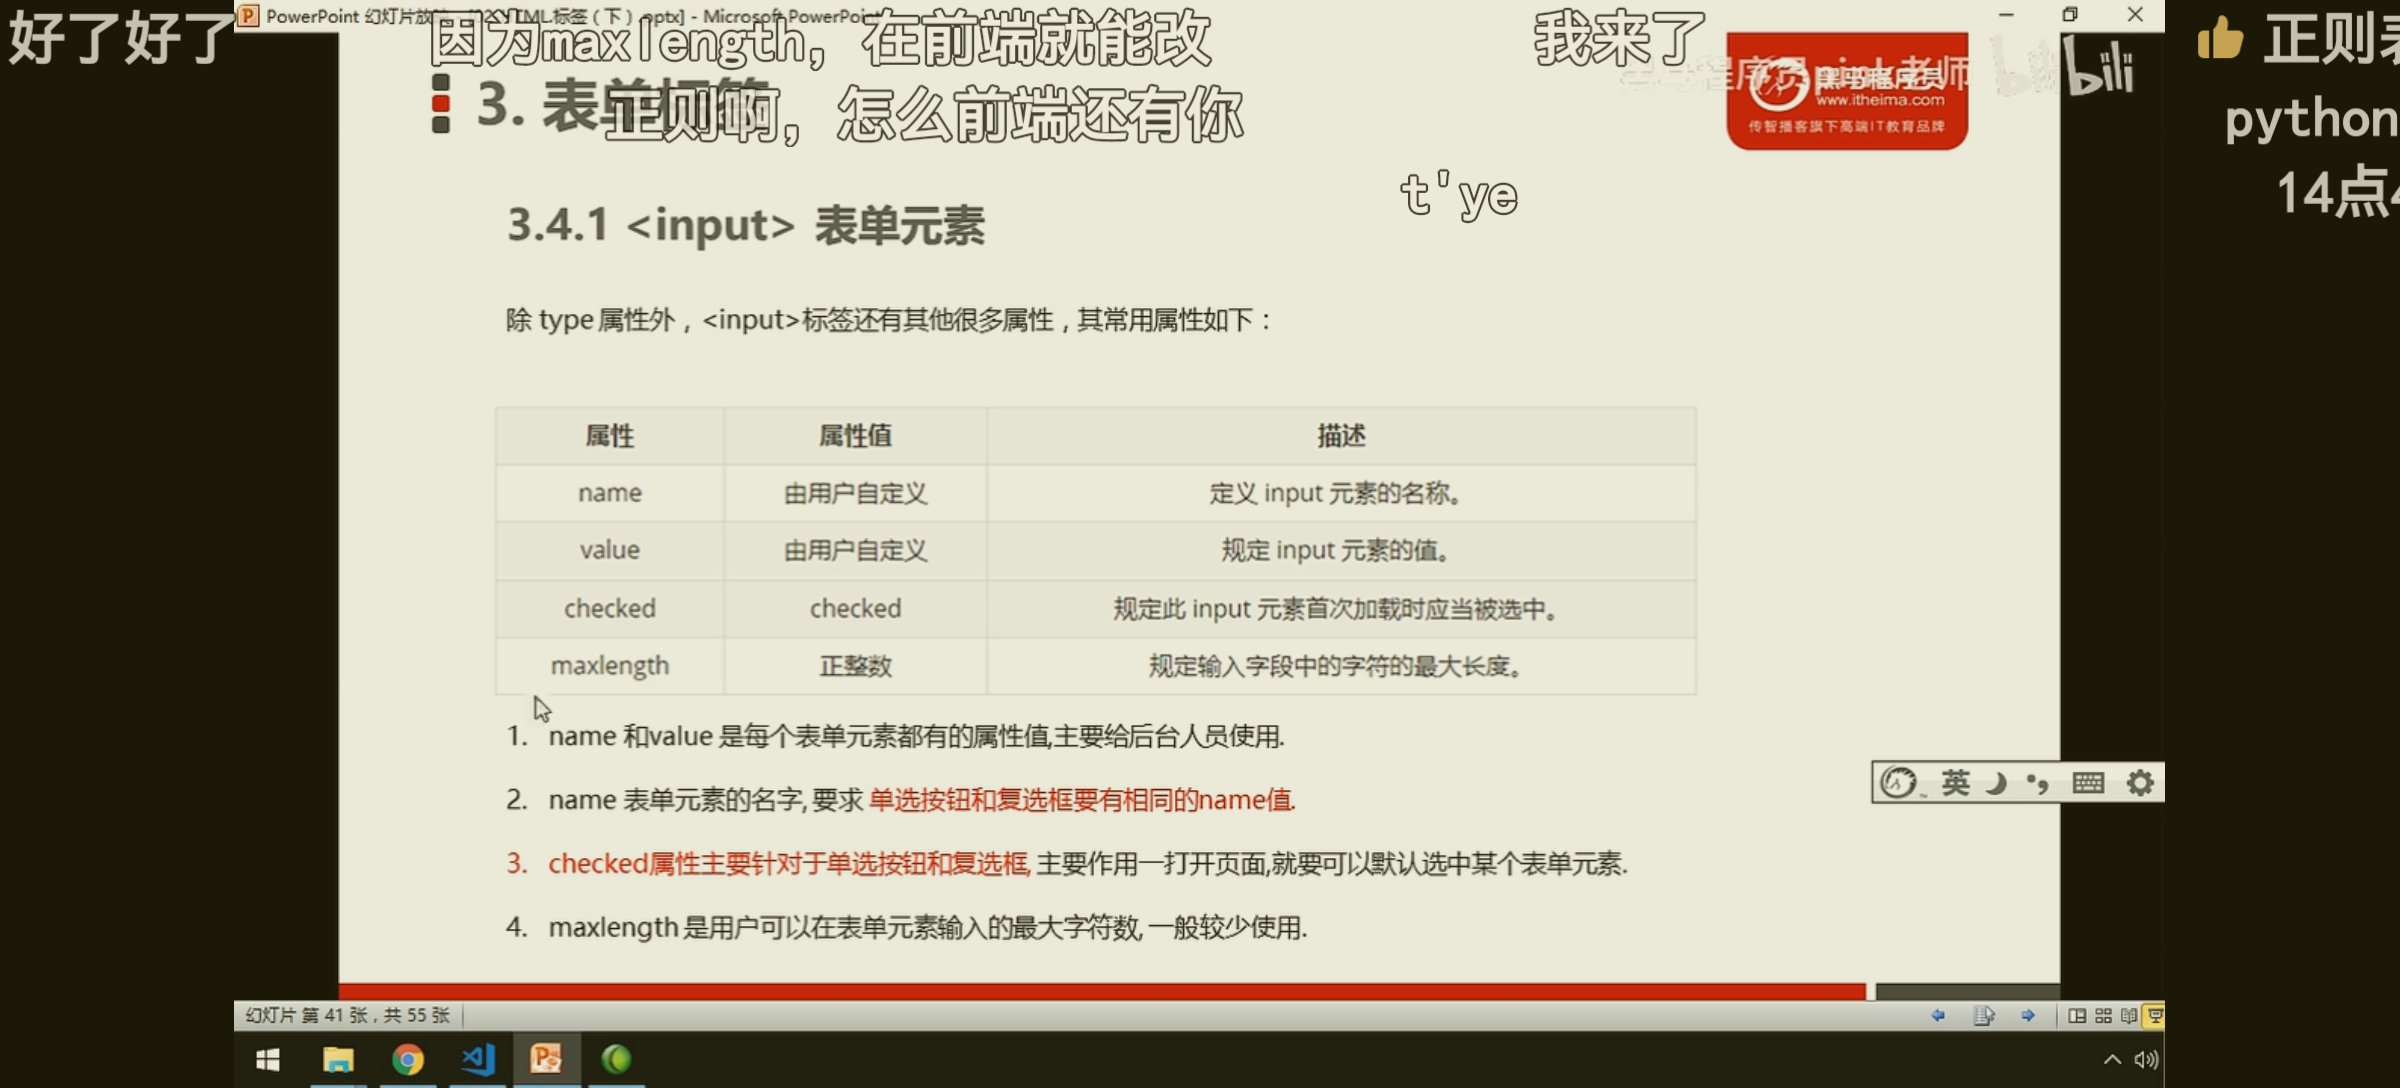 好了好了
PowerPoint 幻灯片放
.pptx] - Microsoft PowerPoint
因为maxlength，在前端就能改
我来了
正则表
3. 表单标签
正则啊，怎么前端还有你
程序员pink老师
www.itheima.com
传智播客旗下高端IT教育品牌
bilibili
python
14点4
t'ye
3.4.1 <input> 表单元素
除 type 属性外，<input>标签还有其他很多属性，其常用属性如下：
属性 属性值 描述
name 由用户自定义 定义 input 元素的名称。
value 由用户自定义 规定 input 元素的值。
checked checked 规定此 input 元素首次加载时应当被选中。
maxlength 正整数 规定输入字段中的字符的最大长度。
1. name 和value 是每个表单元素都有的属性值,主要给后台人员使用.
2. name 表单元素的名字, 要求 单选按钮和复选框要有相同的name值.
3. checked属性主要针对于单选按钮和复选框, 主要作用一打开页面,就要可以默认选中某个表单元素.
4. maxlength 是用户可以在表单元素输入的最大字符数, 一般较少使用.
英
幻灯片 第 41 张，共 55 张